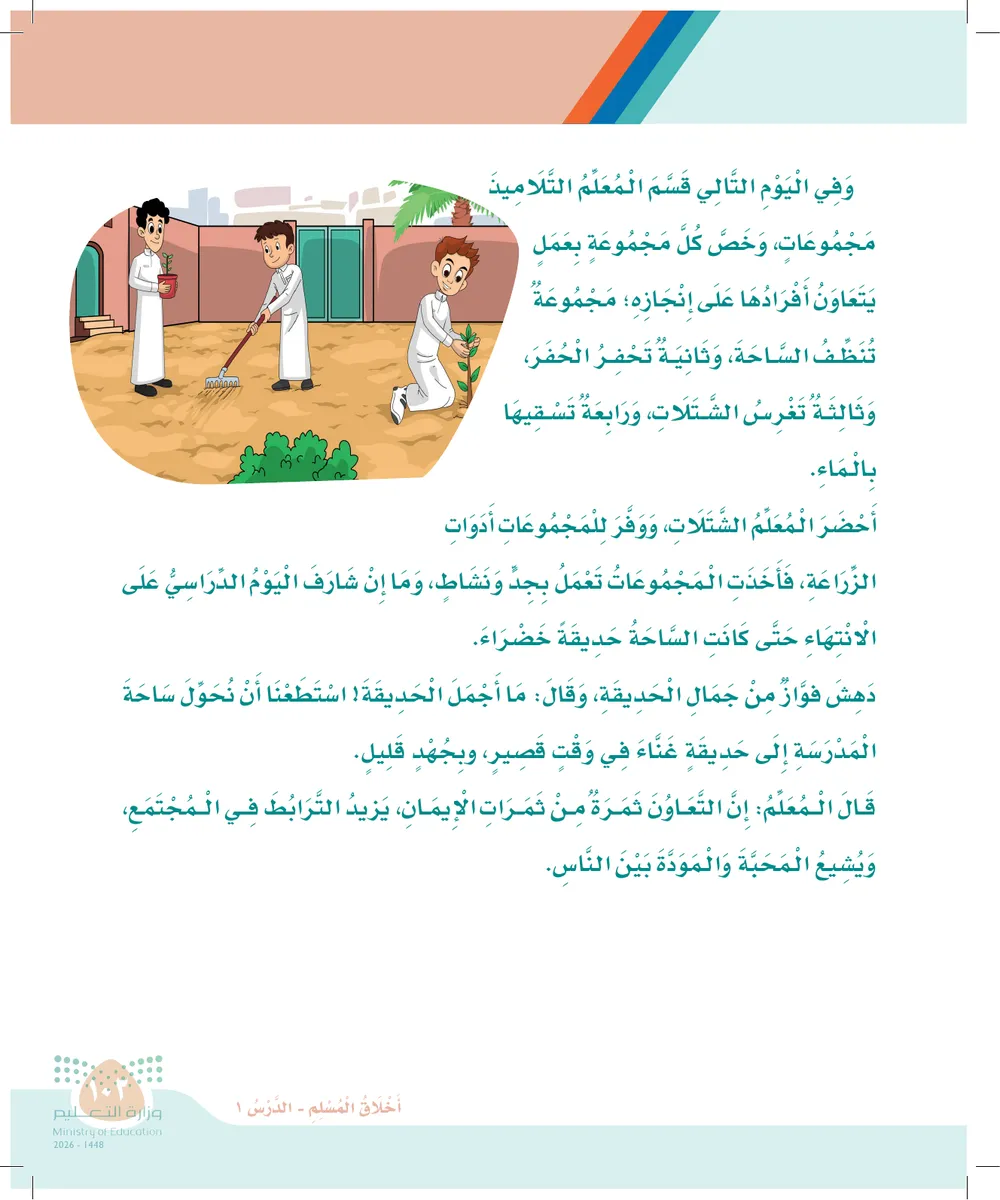 وَفِي الْيَوْمِ التَّالِي قَسَّمَ الْمُعَلِّمُ التَّلَامِيذَ
مَجْمُوعَاتٍ، وَخَصَّ كُلَّ مَجْمُوعَةٍ بِعَمَلٍ
يَتَعَاوَنُ أَفْرَادُهَا عَلَى إِنْجَازِهِ؛ مَجْمُوعَةٌ
تُنَظِّفُ السَّاحَةَ، وَثَانِيَةٌ تَحْفِرُ الْحُفَرَ،
وَثَالِثَةٌ تَغْرِسُ الشَّتَلَاتِ، وَرَابِعَةٌ تَسْقِيهَا
بِالْمَاءِ.
أَحْضَرَ الْمُعَلِّمُ الشَّتَلَاتِ، وَوَفَّرَ لِلْمَجْمُوعَاتِ أَدَوَاتِ
الزِّرَاعَةِ، فَأَخَذَتِ الْمَجْمُوعَاتُ تَعْمَلُ بِجِدٍّ وَنَشَاطٍ، وَمَا إِنْ شَارَفَ الْيَوْمُ الدِّرَاسِيُّ عَلَى
الْانْتِهَاءِ حَتَّى كَانَتِ السَّاحَةُ حَدِيقَةً خَضْرَاءَ.
دَهِشَ فوَّازٌ مِنْ جَمَالِ الْحَدِيقَةِ، وَقَالَ: مَا أَجْمَلَ الْحَدِيقَةَ! اسْتَطَعْنَا أَنْ نُحَوِّلَ سَاحَةَ
الْمَدْرَسَةِ إِلَى حَدِيقَةٍ غَنَّاءَ فِي وَقْتٍ قَصِيرٍ، وبِجُهْدٍ قَلِيلٍ.
قَالَ الْمُعَلِّمُ: إِنَّ التَّعَاوُنَ ثَمَرَةٌ مِنْ ثَمَرَاتِ الْإِيمَانِ، يَزِيدُ التَّرَابُطَ فِي الْمُجْتَمَعِ،
وَيُشِيعُ الْمَحَبَّةَ وَالْمَوَدَّةَ بَيْنَ النَّاسِ.
أَخْلَاقُ الْمُسْلِمِ - الدَّرْسُ ١
١٠٣
وزارة التعليم
Ministry of Education
2026 - 1448